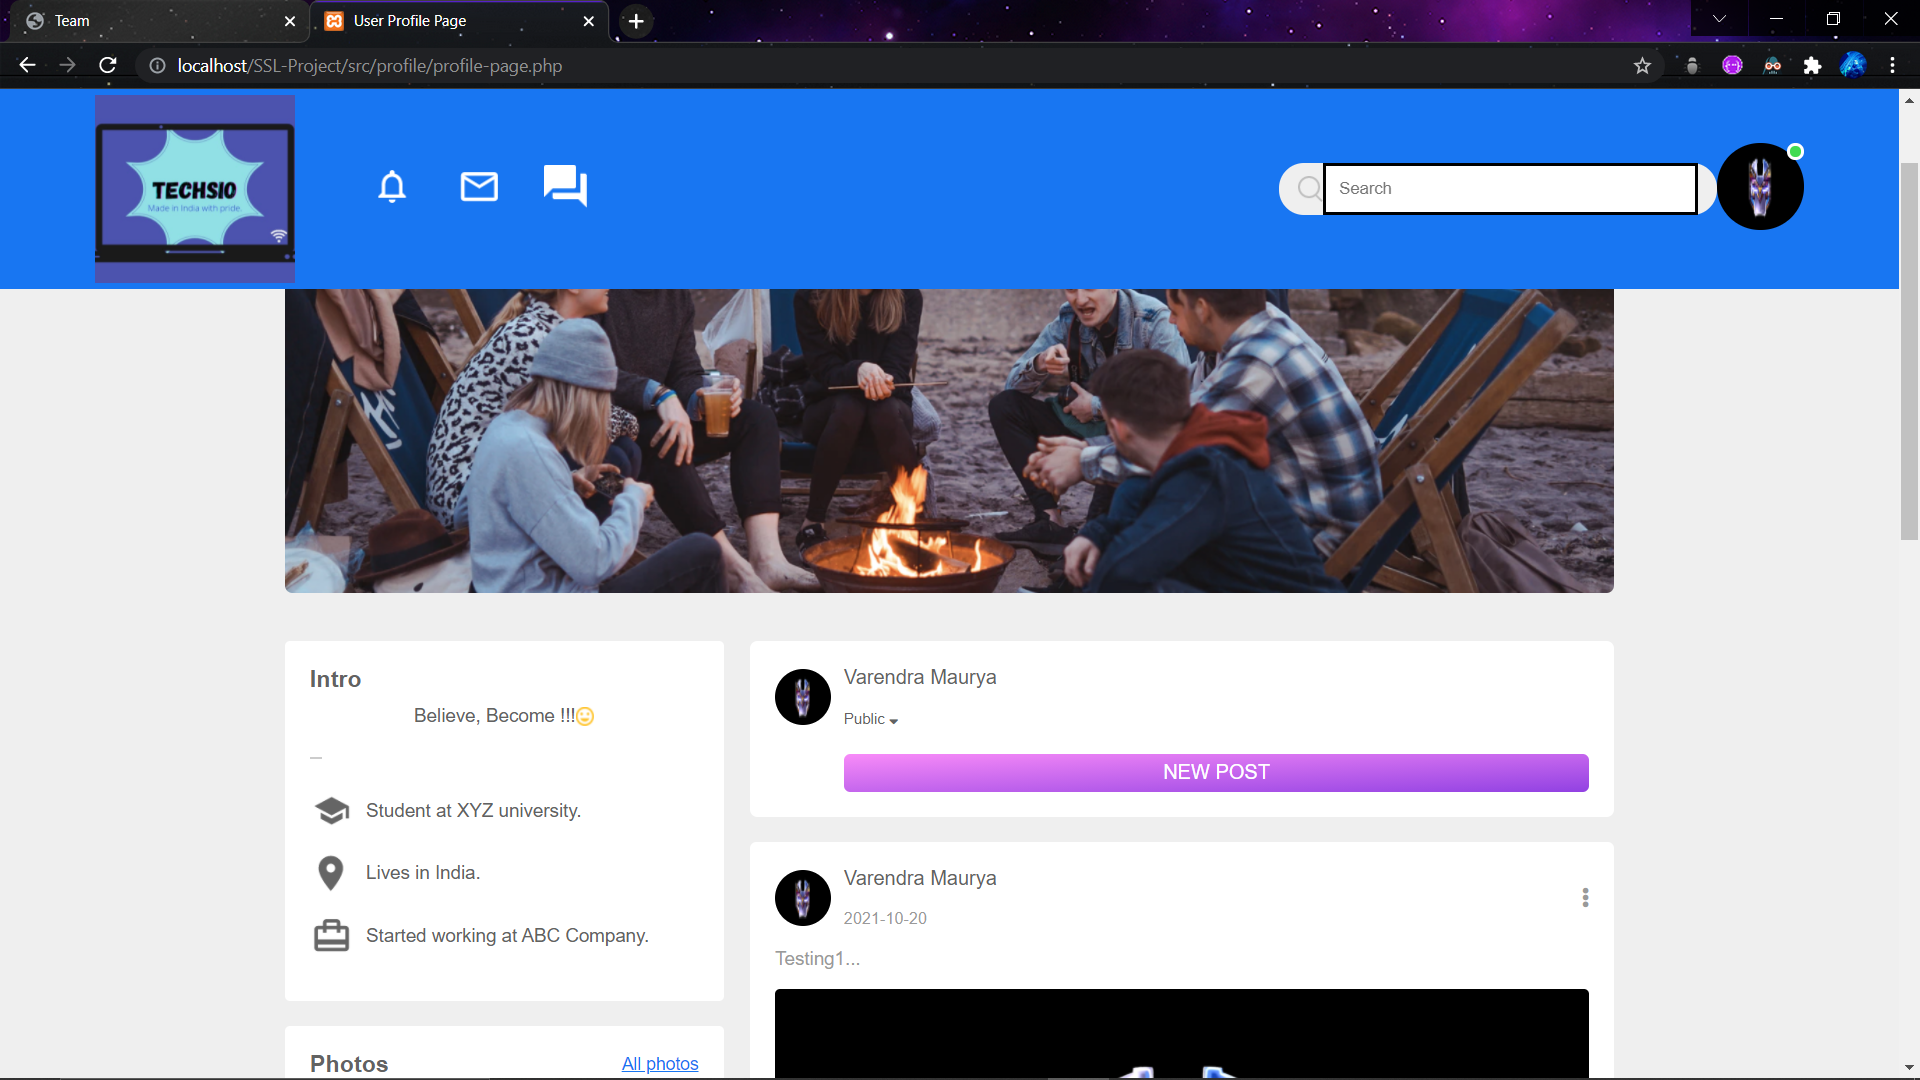 Team
User Profile Page
localhost/SSL-Project/src/profile/profile-page.php
TECHSIO
Made in India with pride.
Search
Intro
Believe, Become !!!
Student at XYZ university.
Lives in India.
Started working at ABC Company.
Photos
All photos
Varendra Maurya
Public
NEW POST
Varendra Maurya
2021-10-20
Testing1...